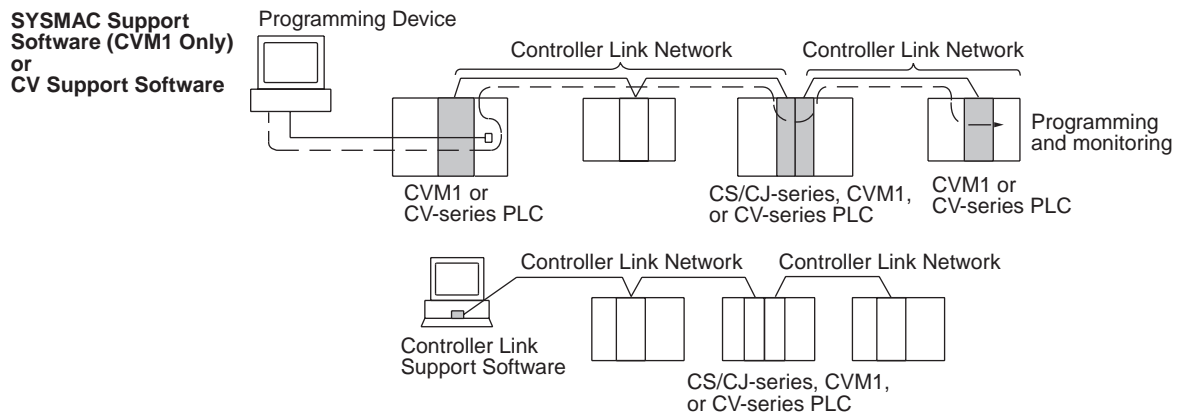 SYSMAC Support
Software (CVM1 Only)
or
CV Support Software
Programming Device
Controller Link Network
Controller Link Network
Programming
and monitoring
CVM1 or
CV-series PLC
CS/CJ-series, CVM1,
or CV-series PLC
CVM1 or
CV-series PLC
Controller Link Network
Controller Link Network
Controller Link
Support Software
CS/CJ-series, CVM1,
or CV-series PLC